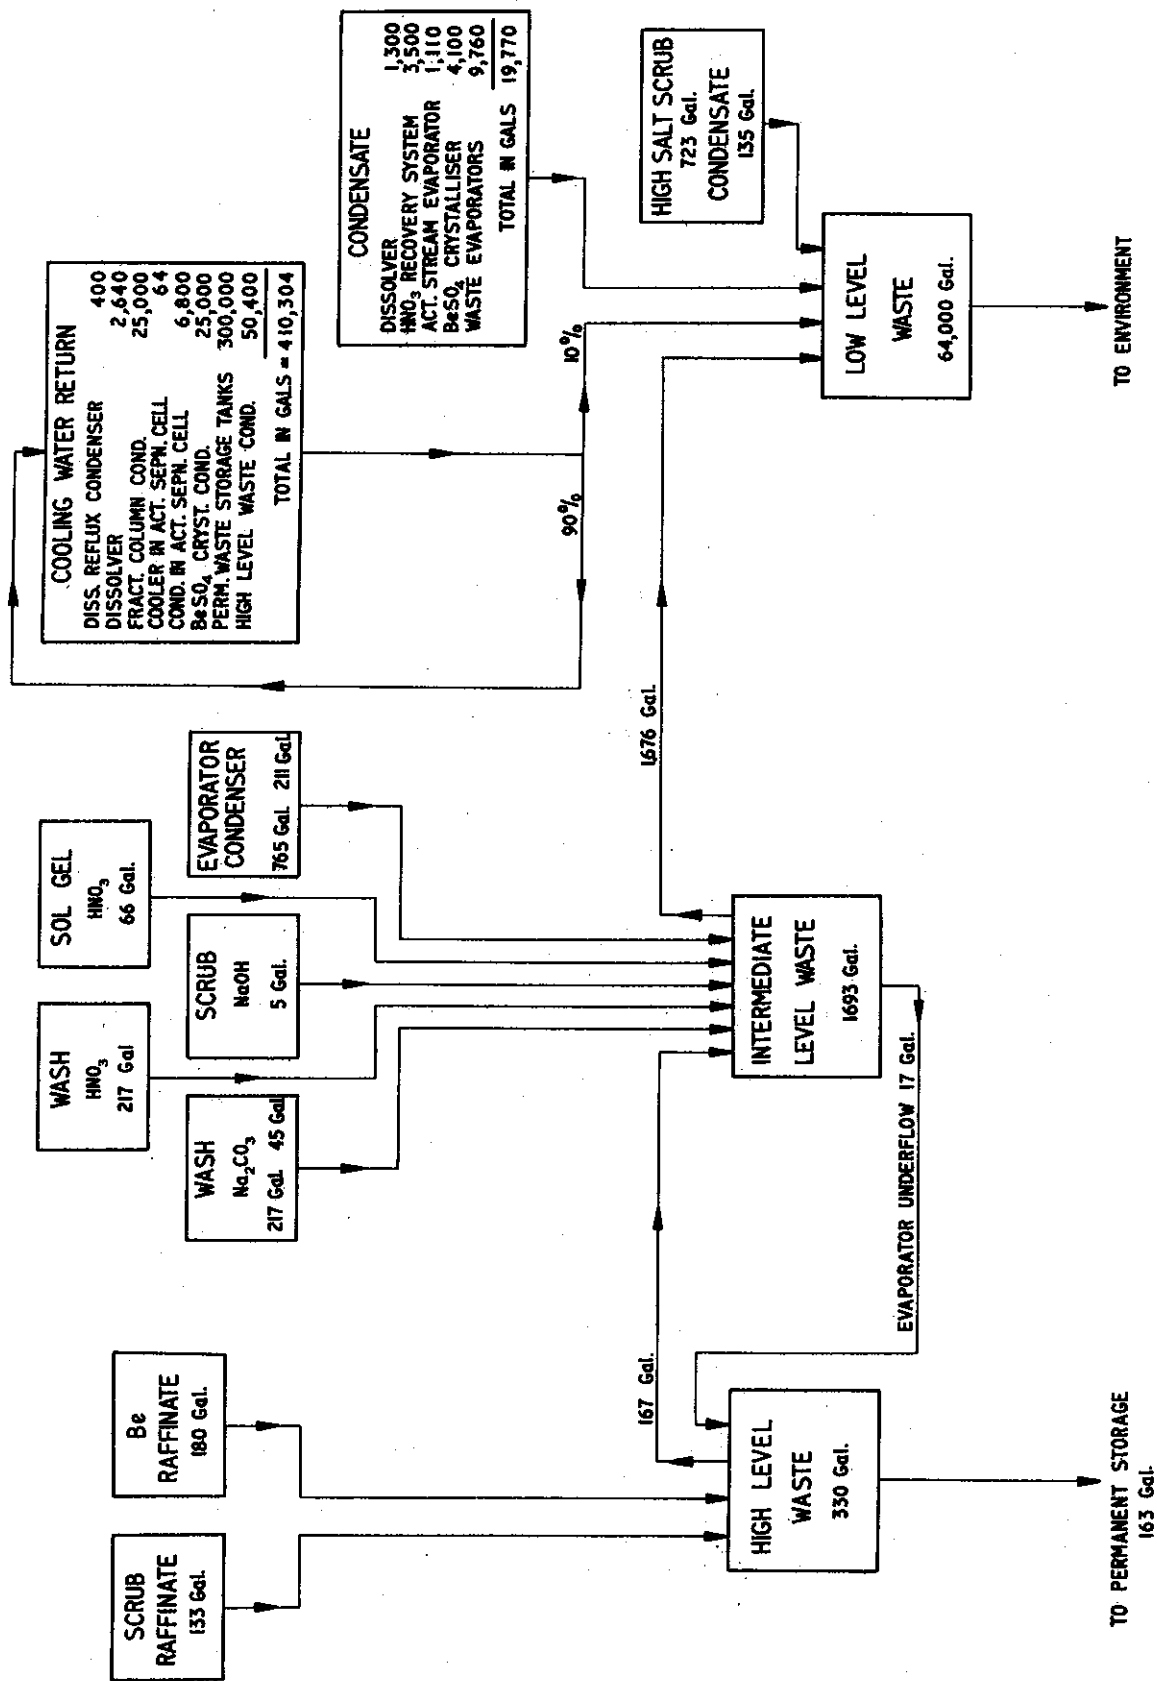 SCRUB
RAFFINATE
133 Gal.
Be
RAFFINATE
180 Gal.
HIGH LEVEL
WASTE
330 Gal.
TO PERMANENT STORAGE
163 Gal.
167 Gal.
EVAPORATOR UNDERFLOW 17 Gal.
WASH
HNO₃
217 Gal
WASH
Na₂CO₃
217 Gal. 45 Gal
SOL GEL
HNO₃
66 Gal.
SCRUB
NaOH
5 Gal.
EVAPORATOR
CONDENSER
765 Gal. 211 Gal.
INTERMEDIATE
LEVEL WASTE
1693 Gal.
1,676 Gal.
COOLING WATER RETURN
DISS. REFLUX CONDENSER 400
DISSOLVER 2,640
FRACT. COLUMN COND. 25,000
COOLER IN ACT. SEPN. CELL 64
COND. IN ACT. SEPN. CELL 6,800
BeSO₄ CRYST. COND. 25,000
PERM. WASTE STORAGE TANKS 300,000
HIGH LEVEL WASTE COND. 50,400
TOTAL IN GALS = 410,304
90%
10%
CONDENSATE
DISSOLVER 1,300
HNO₃ RECOVERY SYSTEM 3,500
ACT. STREAM EVAPORATOR 1,110
BeSO₄ CRYSTALLISER 4,100
WASTE EVAPORATORS 9,760
TOTAL IN GALS 19,770
HIGH SALT SCRUB
723 Gal.
CONDENSATE
135 Gal.
LOW LEVEL
WASTE
64,000 Gal.
TO ENVIRONMENT